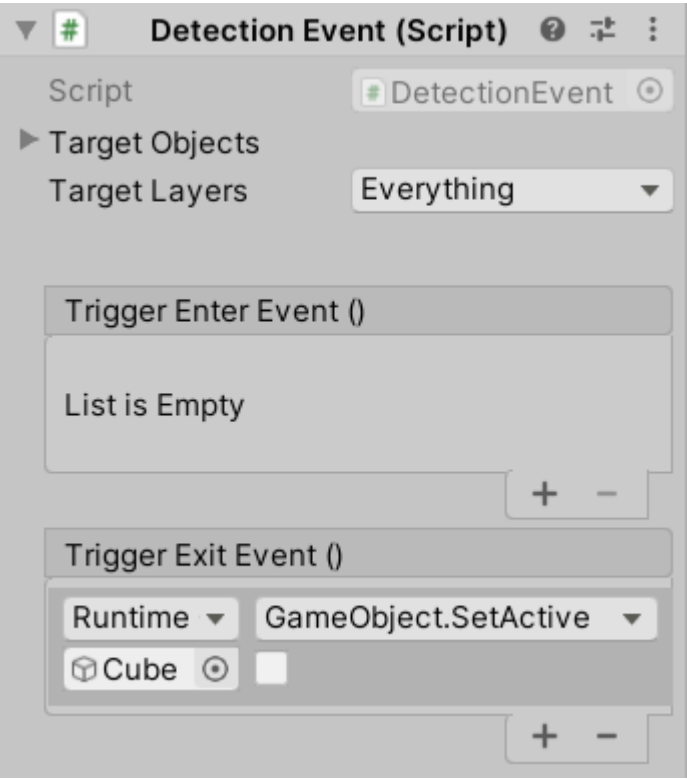 # Detection Event (Script)
Script # DetectionEvent
Target Objects
Target Layers Everything
Trigger Enter Event ()
List is Empty
+ −
Trigger Exit Event ()
Runtime GameObject.SetActive
Cube
+ −